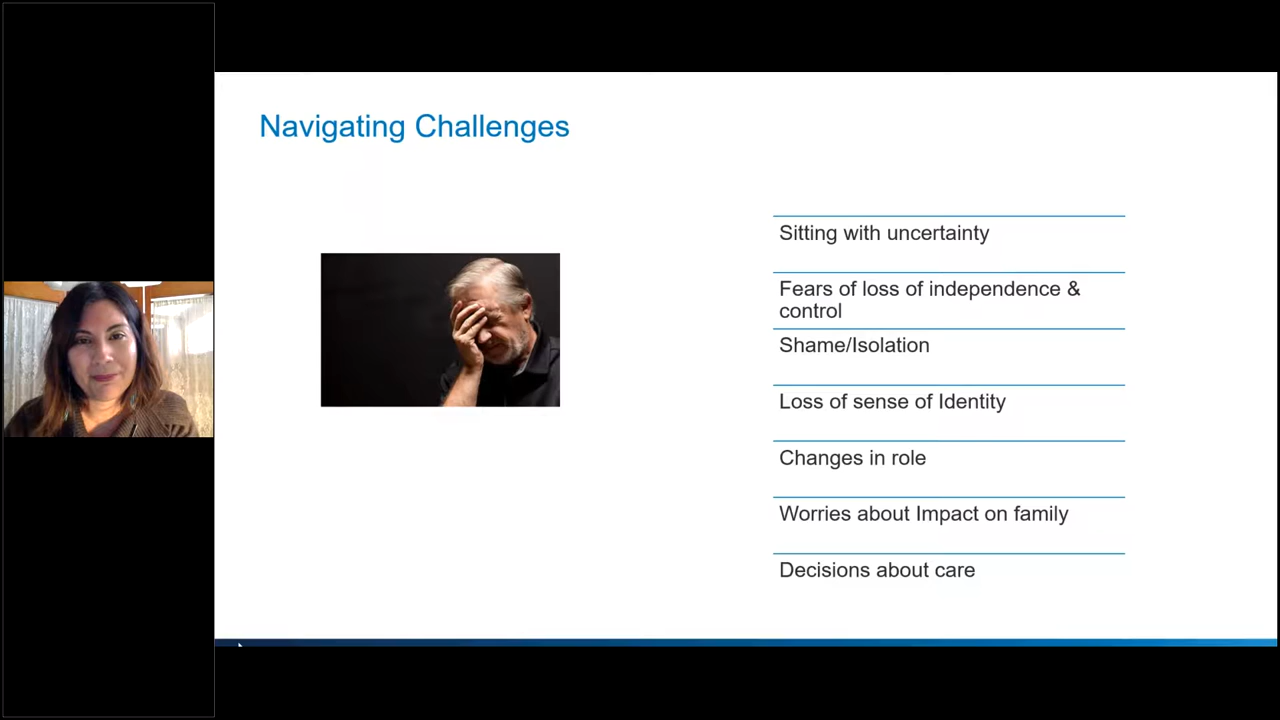 Navigating Challenges
Sitting with uncertainty
Fears of loss of independence &
control
Shame/Isolation
Loss of sense of Identity
Changes in role
Worries about Impact on family
Decisions about care